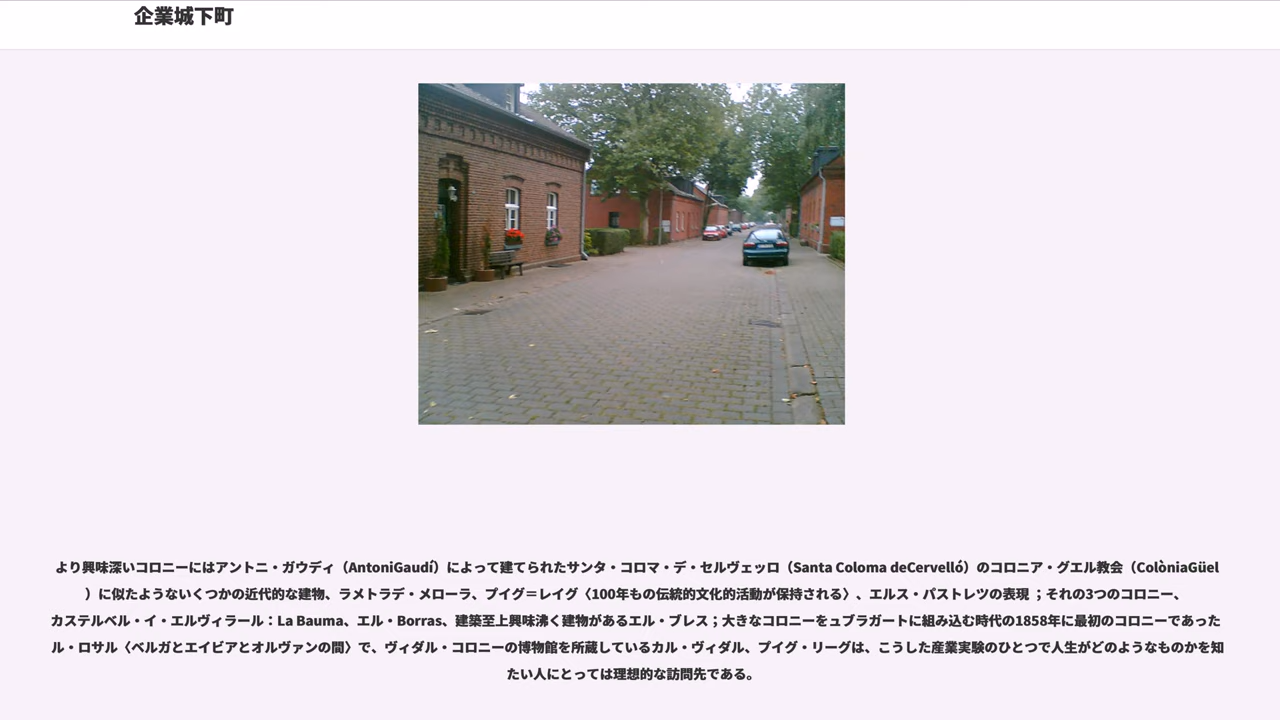 企業城下町
より興味深いコロニーにはアントニ・ガウディ（AntoniGaudí）によって建てられたサンタ・コロマ・デ・セルヴェッロ（Santa Coloma deCervelló）のコロニア・グエル教会（ColòniaGüel
）に似たようないくつかの近代的な建物、ラメトラデ・メローラ、プイグ＝レイグ〈100年もの伝統的文化的活動が保持される〉、エルス・パストレツの表現 ；それの3つのコロニー、
カステルベル・イ・エルヴィラール：La Bauma、エル・Borras、建築至上興味沸く建物があるエル・ブレス；大きなコロニーをュブラガートに組み込む時代の1858年に最初のコロニーであった
ル・ロサル〈ベルガとエイビアとオルヴァンの間〉で、ヴィダル・コロニーの博物館を所蔵しているカル・ヴィダル、プイグ・リーグは、こうした産業実験のひとつで人生がどのようなものかを知
たい人にとっては理想的な訪問先である。